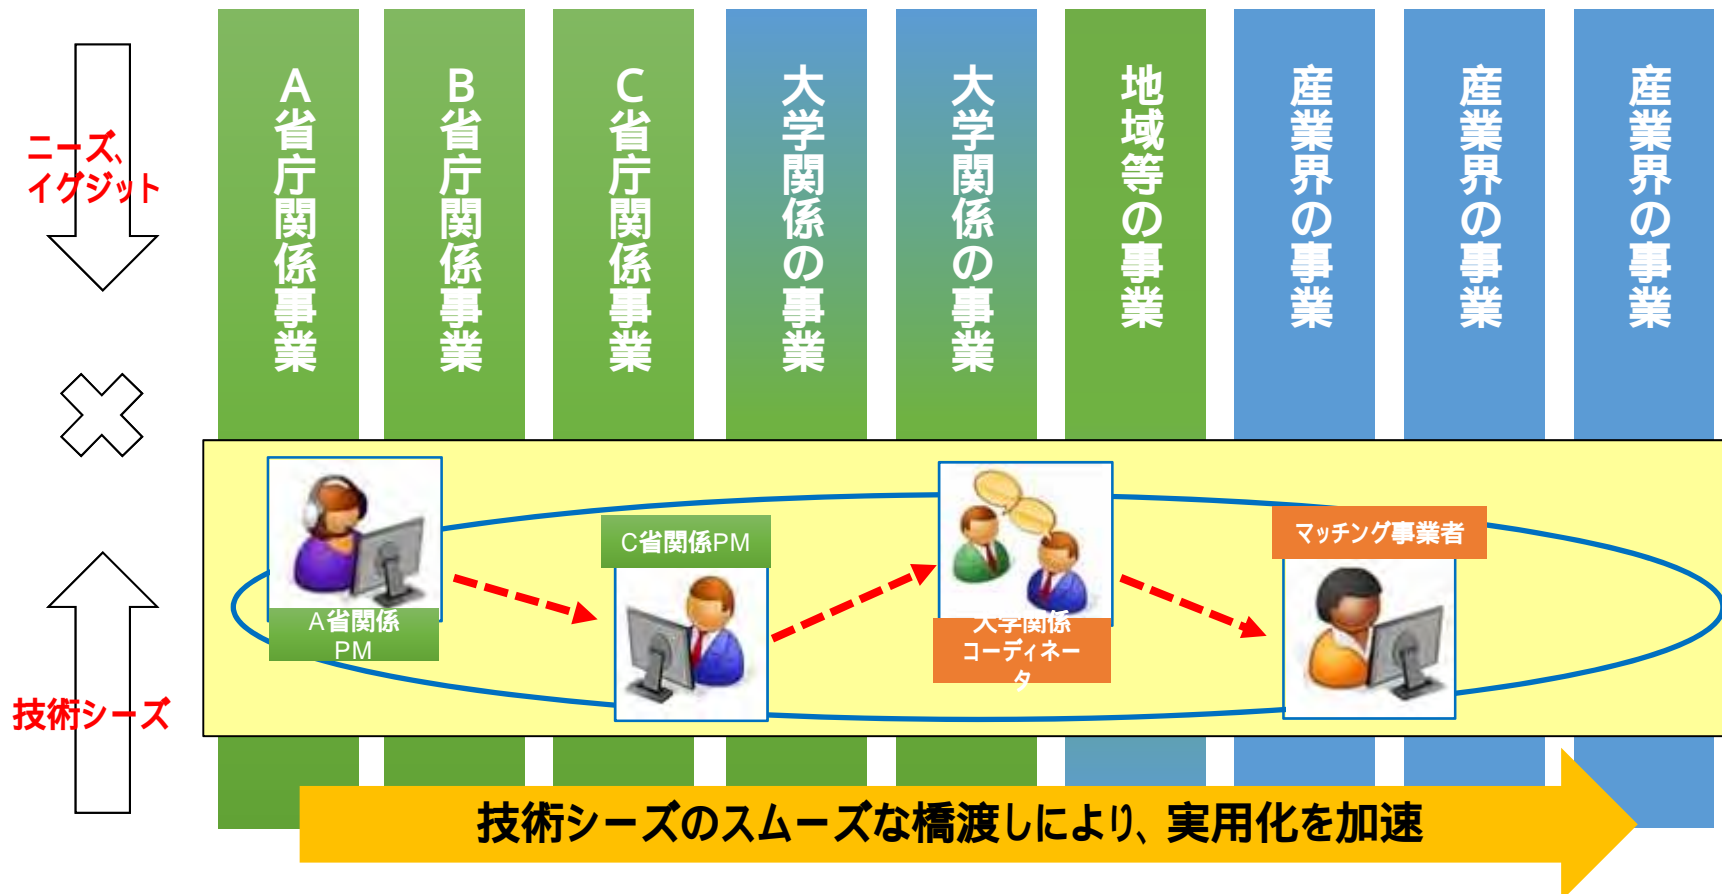 A省庁関係事業
B省庁関係事業
C省庁関係事業
大学関係の事業
大学関係の事業
地域等の事業
産業界の事業
産業界の事業
産業界の事業
ニーズ、
イグジット
技術シーズ
A省関係
PM
C省関係PM
大学関係
コーディネー
タ
マッチング事業者
技術シーズのスムーズな橋渡しにより、実用化を加速